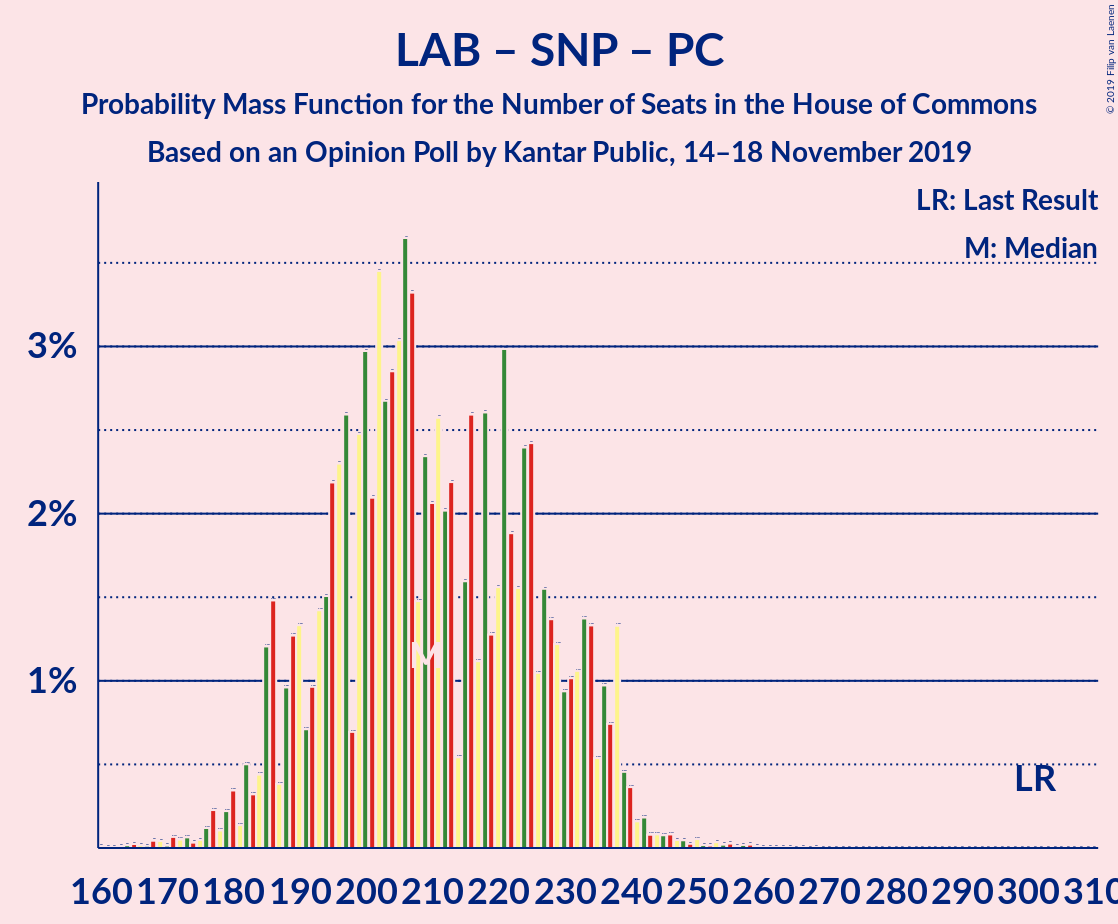 LAB – SNP – PC
Probability Mass Function for the Number of Seats in the House of Commons
Based on an Opinion Poll by Kantar Public, 14–18 November 2019
© 2019 Filip van Laenen
LR: Last Result
M: Median
3%
2%
1%
M
LR
160 170 180 190 200 210 220 230 240 250 260 270 280 290 300 310